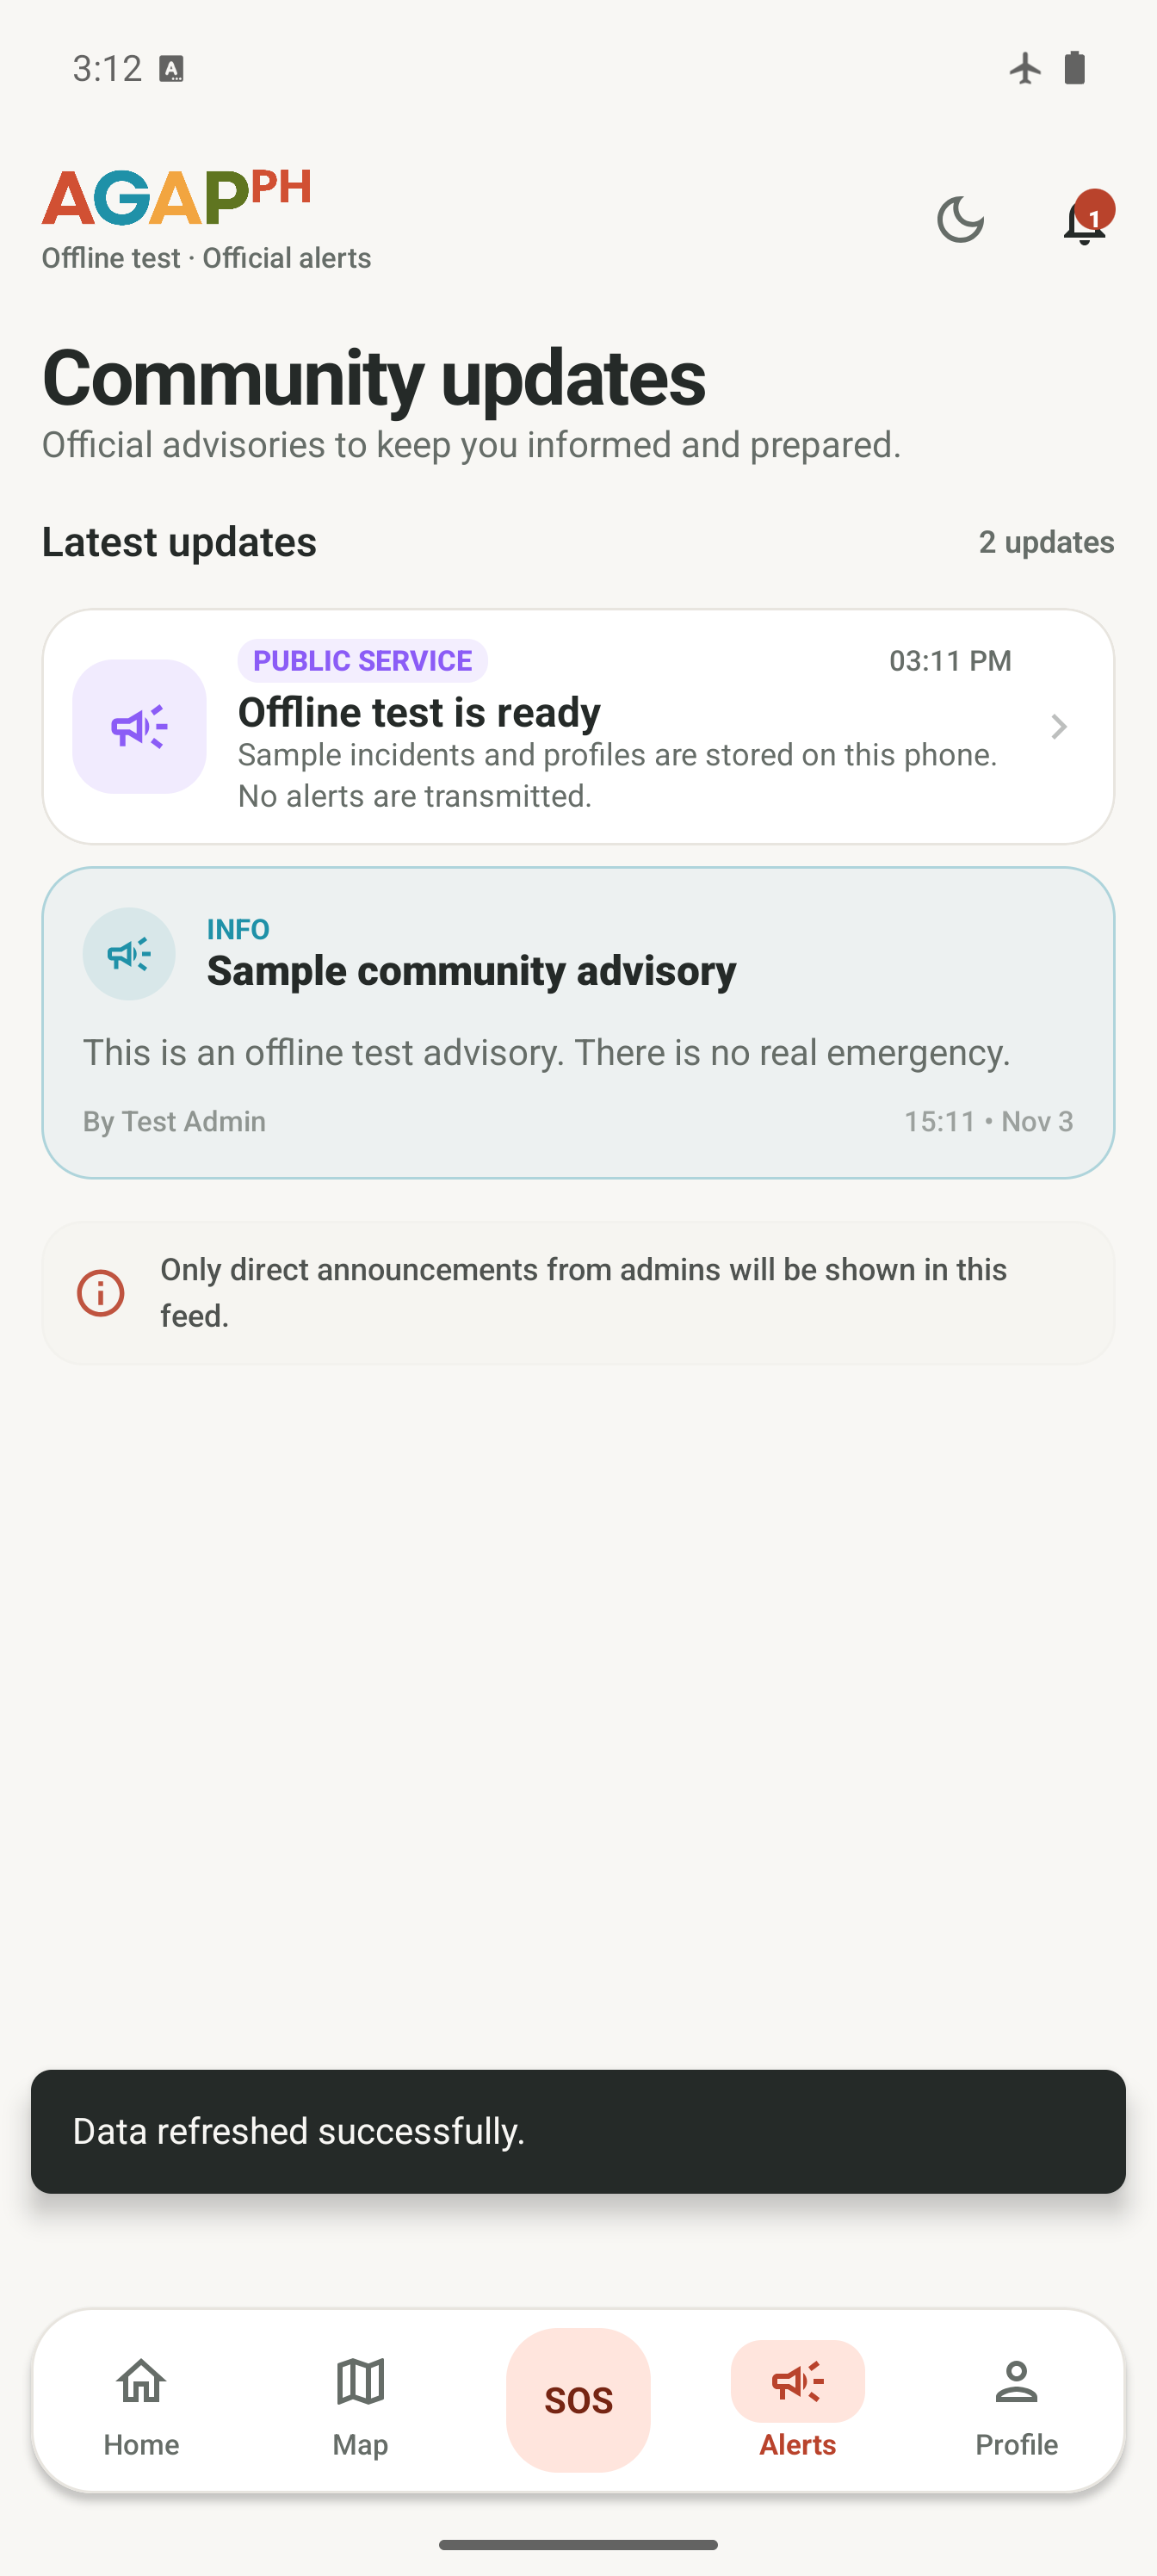 3:12
AGAPPH
1
Offline test · Official alerts
Community updates
Official advisories to keep you informed and prepared.
Latest updates
2 updates
PUBLIC SERVICE
03:11 PM
Offline test is ready
Sample incidents and profiles are stored on this phone.
No alerts are transmitted.
INFO
Sample community advisory
This is an offline test advisory. There is no real emergency.
By Test Admin
15:11 • Nov 3
Only direct announcements from admins will be shown in this
feed.
Data refreshed successfully.
SOS
Home
Map
Alerts
Profile